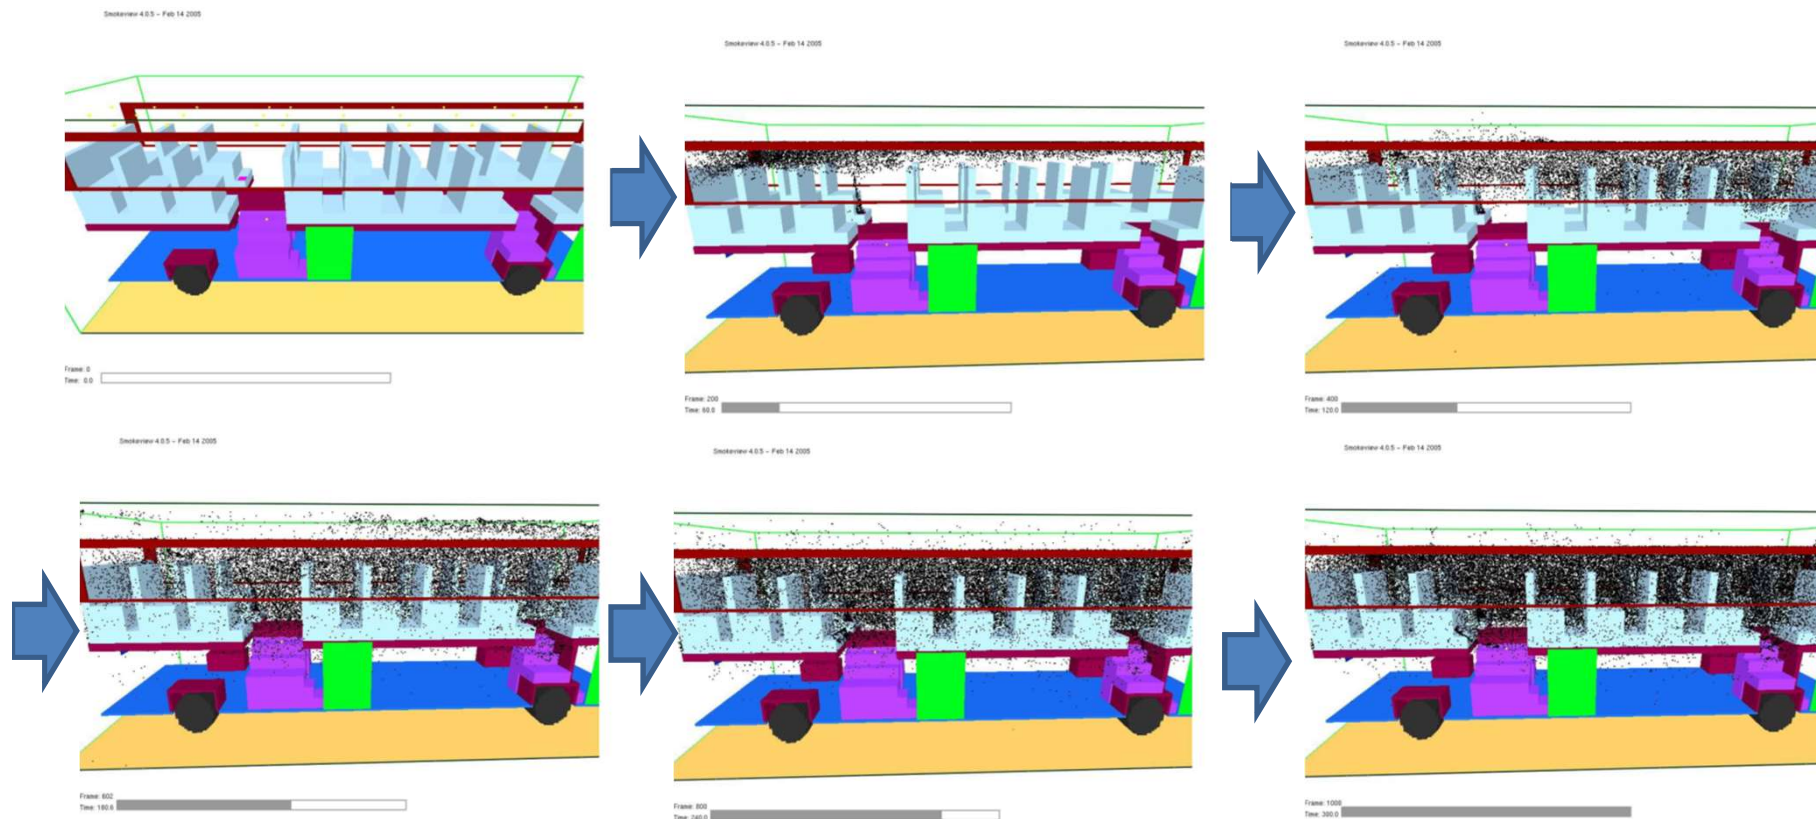 Smokeview 4.0.5 – Feb 14 2005
Frame: 0
Time: 0.0
Smokeview 4.0.5 – Feb 14 2005
Frame: 200
Time: 60.0
Smokeview 4.0.5 – Feb 14 2005
Frame: 400
Time: 120.0
Smokeview 4.0.5 – Feb 14 2005
Frame: 602
Time: 180.6
Smokeview 4.0.5 – Feb 14 2005
Frame: 800
Time: 240.0
Smokeview 4.0.5 – Feb 14 2005
Frame: 1000
Time: 300.0